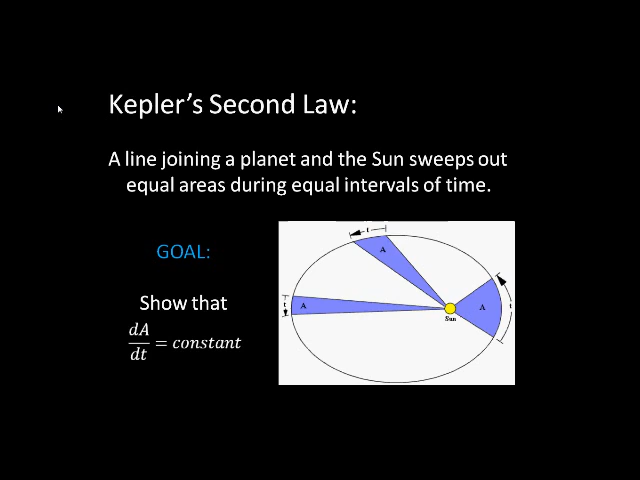 Kepler’s Second Law:
A line joining a planet and the Sun sweeps out
equal areas during equal intervals of time.
GOAL:
Show that
dA/dt = constant
t
A
t
A
Sun
A
t